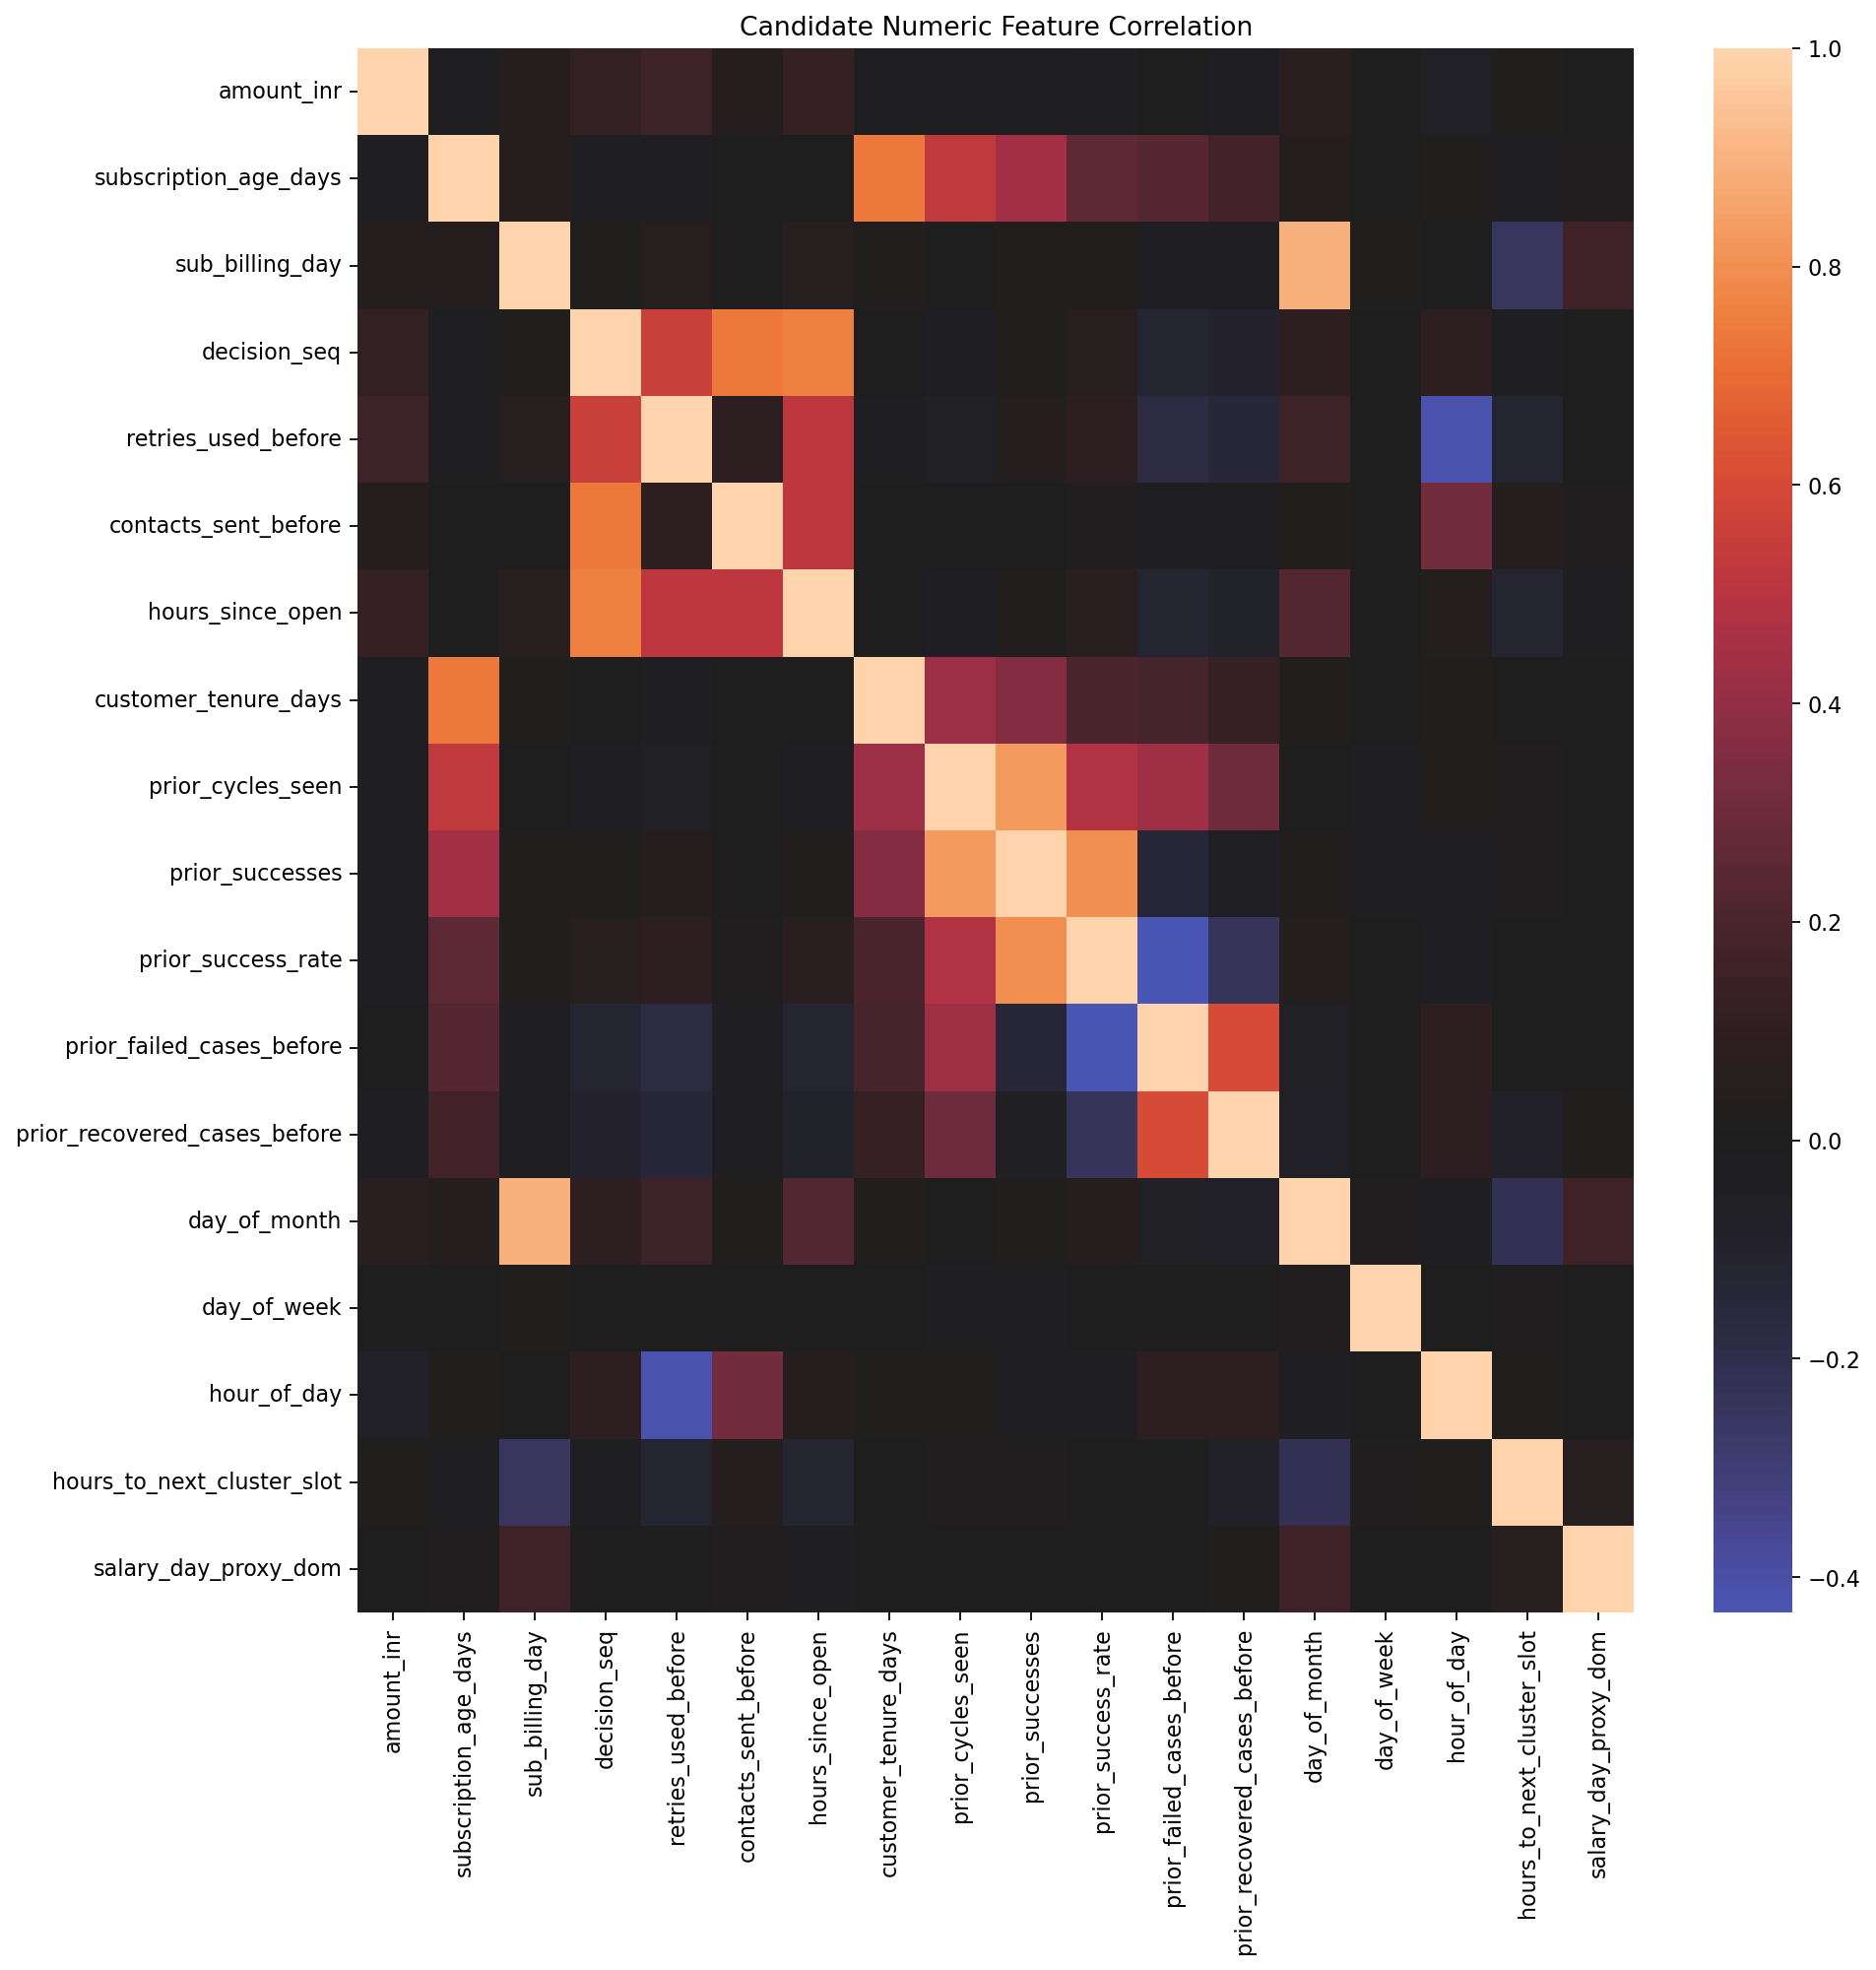 Candidate Numeric Feature Correlation
amount_inr
subscription_age_days
sub_billing_day
decision_seq
retries_used_before
contacts_sent_before
hours_since_open
customer_tenure_days
prior_cycles_seen
prior_successes
prior_success_rate
prior_failed_cases_before
prior_recovered_cases_before
day_of_month
day_of_week
hour_of_day
hours_to_next_cluster_slot
salary_day_proxy_dom
amount_inr
subscription_age_days
sub_billing_day
decision_seq
retries_used_before
contacts_sent_before
hours_since_open
customer_tenure_days
prior_cycles_seen
prior_successes
prior_success_rate
prior_failed_cases_before
prior_recovered_cases_before
day_of_month
day_of_week
hour_of_day
hours_to_next_cluster_slot
salary_day_proxy_dom
1.0
0.8
0.6
0.4
0.2
0.0
−0.2
−0.4